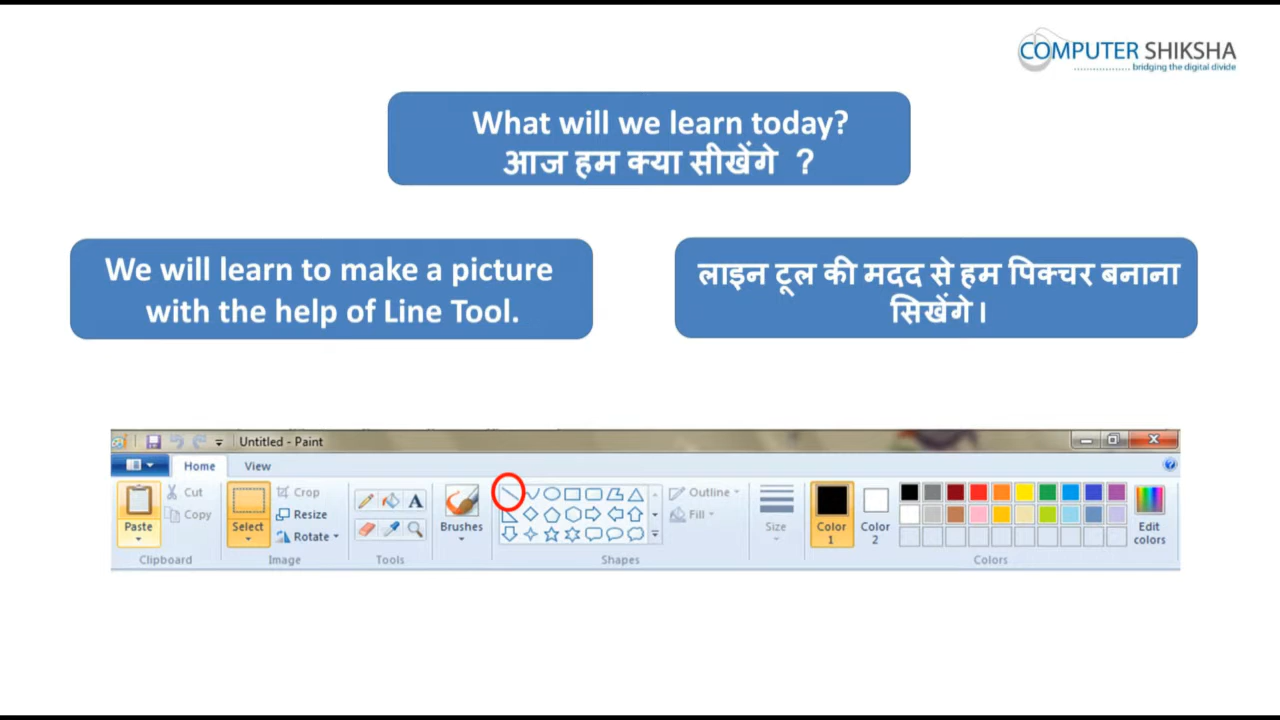 COMPUTER SHIKSHA
bridging the digital divide
What will we learn today?
आज हम क्या सीखेंगे ?
We will learn to make a picture
with the help of Line Tool.
लाइन टूल की मदद से हम पिक्चर बनाना
सिखेंगे।
Untitled - Paint
Home View
Paste Cut Copy
Clipboard
Select Crop Resize Rotate
Image
A
Tools
Brushes
Shapes
Outline
Fill
Size
Color 1
Color 2
Edit colors
Colors